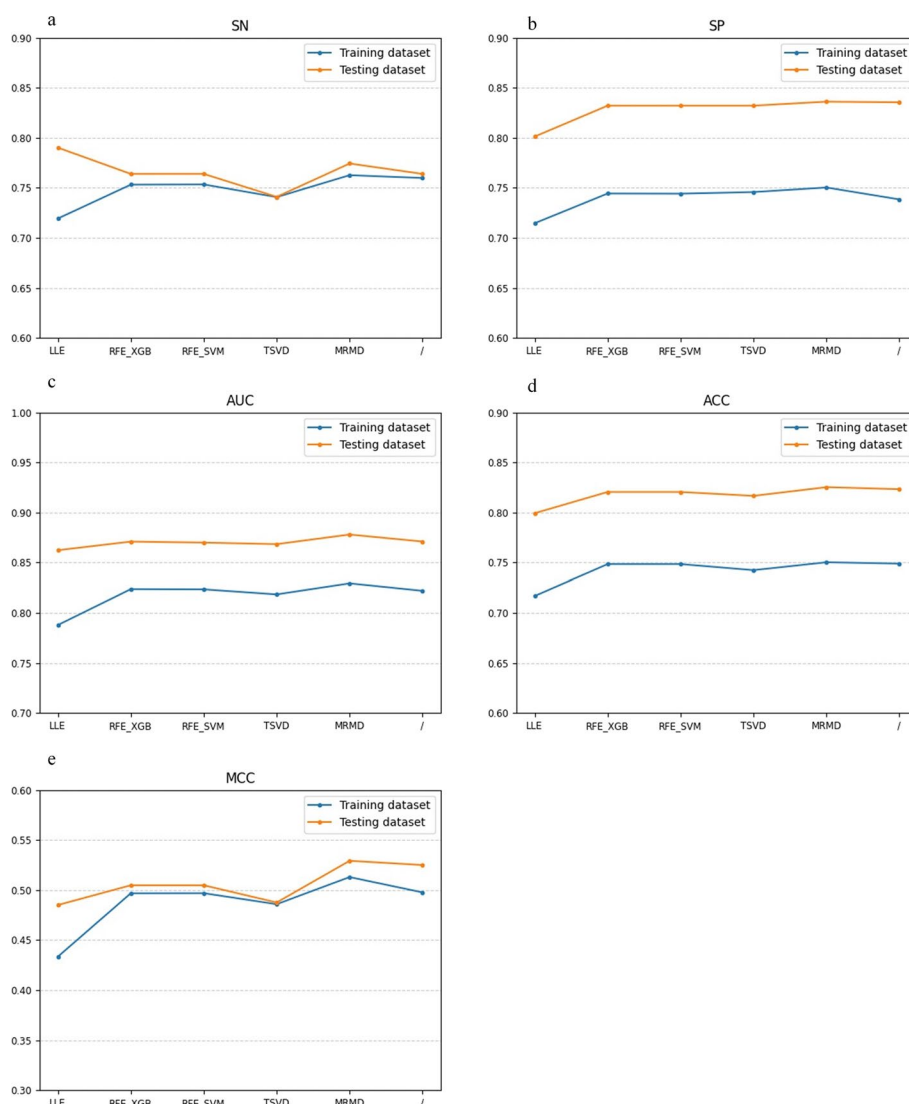 a
SN
0.90
0.85
0.80
0.75
0.70
0.65
0.60
Training dataset
Testing dataset
LLE RFE_XGB RFE_SVM TSVD MRMD /
b
SP
0.90
0.85
0.80
0.75
0.70
0.65
0.60
Training dataset
Testing dataset
LLE RFE_XGB RFE_SVM TSVD MRMD /
c
AUC
1.00
0.95
0.90
0.85
0.80
0.75
0.70
Training dataset
Testing dataset
LLE RFE_XGB RFE_SVM TSVD MRMD /
d
ACC
0.90
0.85
0.80
0.75
0.70
0.65
0.60
Training dataset
Testing dataset
LLE RFE_XGB RFE_SVM TSVD MRMD /
e
MCC
0.60
0.55
0.50
0.45
0.40
0.35
0.30
Training dataset
Testing dataset
LLE RFE_XGB RFE_SVM TSVD MRMD /